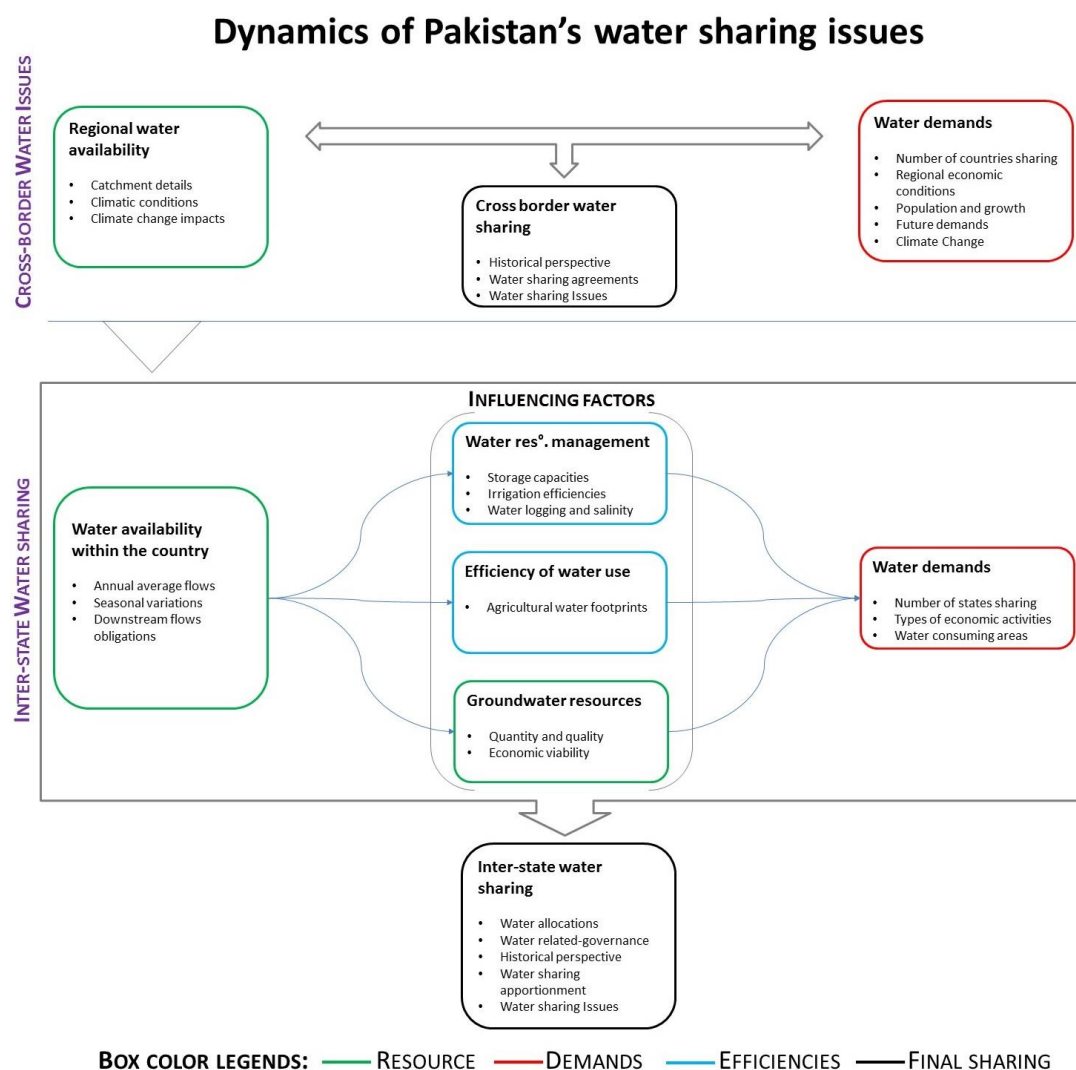 Dynamics of Pakistan's water sharing issues
CROSS-BORDER WATER ISSUES
Regional water
availability
• Catchment details
• Climatic conditions
• Climate change impacts
Cross border water
sharing
• Historical perspective
• Water sharing agreements
• Water sharing Issues
Water demands
• Number of countries sharing
• Regional economic
conditions
• Population and growth
• Future demands
• Climate Change
INTER-STATE WATER SHARING
INFLUENCING FACTORS
Water availability
within the country
• Annual average flows
• Seasonal variations
• Downstream flows
obligations
Water res°. management
• Storage capacities
• Irrigation efficiencies
• Water logging and salinity
Efficiency of water use
• Agricultural water footprints
Groundwater resources
• Quantity and quality
• Economic viability
Water demands
• Number of states sharing
• Types of economic activities
• Water consuming areas
Inter-state water
sharing
• Water allocations
• Water related-governance
• Historical perspective
• Water sharing
apportionment
• Water sharing Issues
BOX COLOR LEGENDS: RESOURCE DEMANDS EFFICIENCIES FINAL SHARING